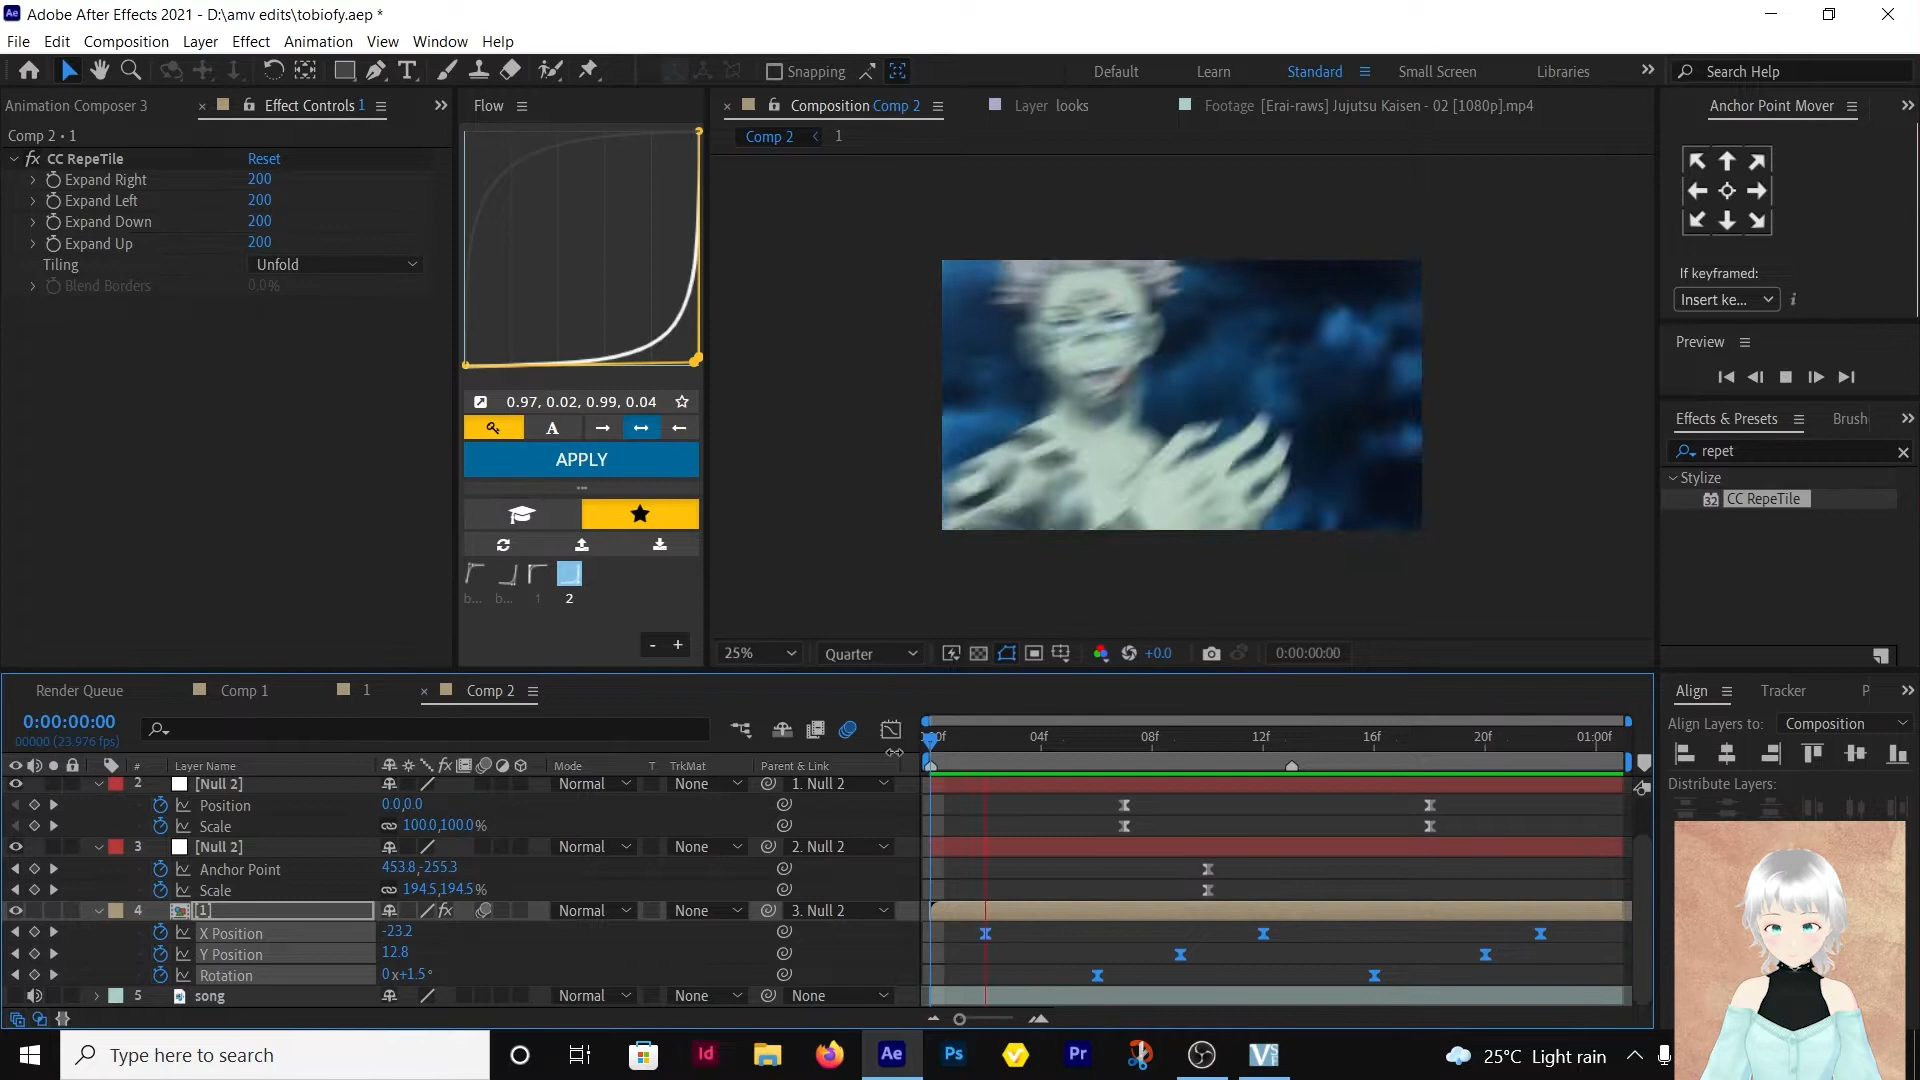 Adobe After Effects 2021 - D:\amv edits\tobiofy.aep *
File Edit Composition Layer Effect Animation View Window Help
Snapping Default Learn Standard Small Screen Libraries Search Help
Animation Composer 3 Effect Controls 1 Flow Composition Comp 2 Layer looks Footage [Erai-raws] Jujutsu Kaisen - 02 [1080p].mp4 Anchor Point Mover
Comp 2 • 1 Comp 2 1
fx CC RepeTile Reset
Expand Right 200
Expand Left 200
Expand Down 200
Expand Up 200
Tiling Unfold
Blend Borders 0.0%
If keyframed:
Insert ke...
Preview
0.97, 0.02, 0.99, 0.04
A
APPLY
Effects & Presets Brush
repet
Stylize
CC RepeTile
b... b... 1 2
- +
25% Quarter +0.0 0:00:00:00
Render Queue Comp 1 1 Comp 2
Align Tracker P
0:00:00:00
00000 (23.976 fps)
Align Layers to: Composition
04f 08f 12f 16f 20f 01:00f
# Layer Name Mode T TrkMat Parent & Link
Distribute Layers:
2 [Null 2] Normal None 1. Null 2
Position 0.0,0.0
Scale 100.0,100.0%
3 [Null 2] Normal None 2. Null 2
Anchor Point 453.8,-255.3
Scale 194.5,194.5%
4 [1] fx Normal None 3. Null 2
X Position -23.2
Y Position 12.8
Rotation 0x+1.5°
5 song Normal None None
Type here to search
Id Ae Ps Pr
25°C Light rain